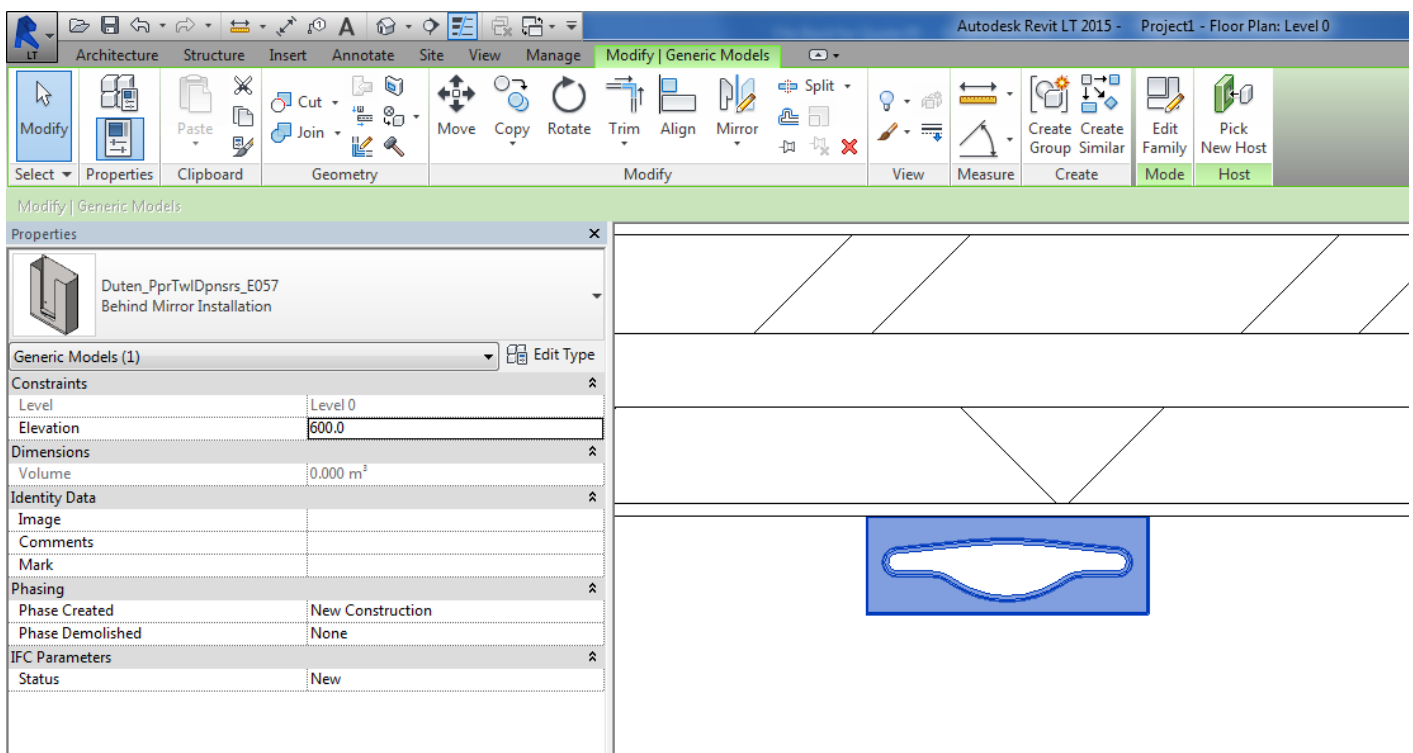 Autodesk Revit LT 2015 - Project1 - Floor Plan: Level 0
LT Architecture Structure Insert Annotate Site View Manage Modify | Generic Models
A
Cut
Split
Modify
Paste
Join
Move Copy Rotate Trim Align Mirror
Create Group
Create Similar
Edit Family
Pick New Host
Select Properties Clipboard Geometry Modify View Measure Create Mode Host
Modify | Generic Models
Properties
Duten_PprTwlDpnsrs_E057
Behind Mirror Installation
Generic Models (1) Edit Type
Constraints
Level Level 0
Elevation 600.0
Dimensions
Volume 0.000 m³
Identity Data
Image
Comments
Mark
Phasing
Phase Created New Construction
Phase Demolished None
IFC Parameters
Status New